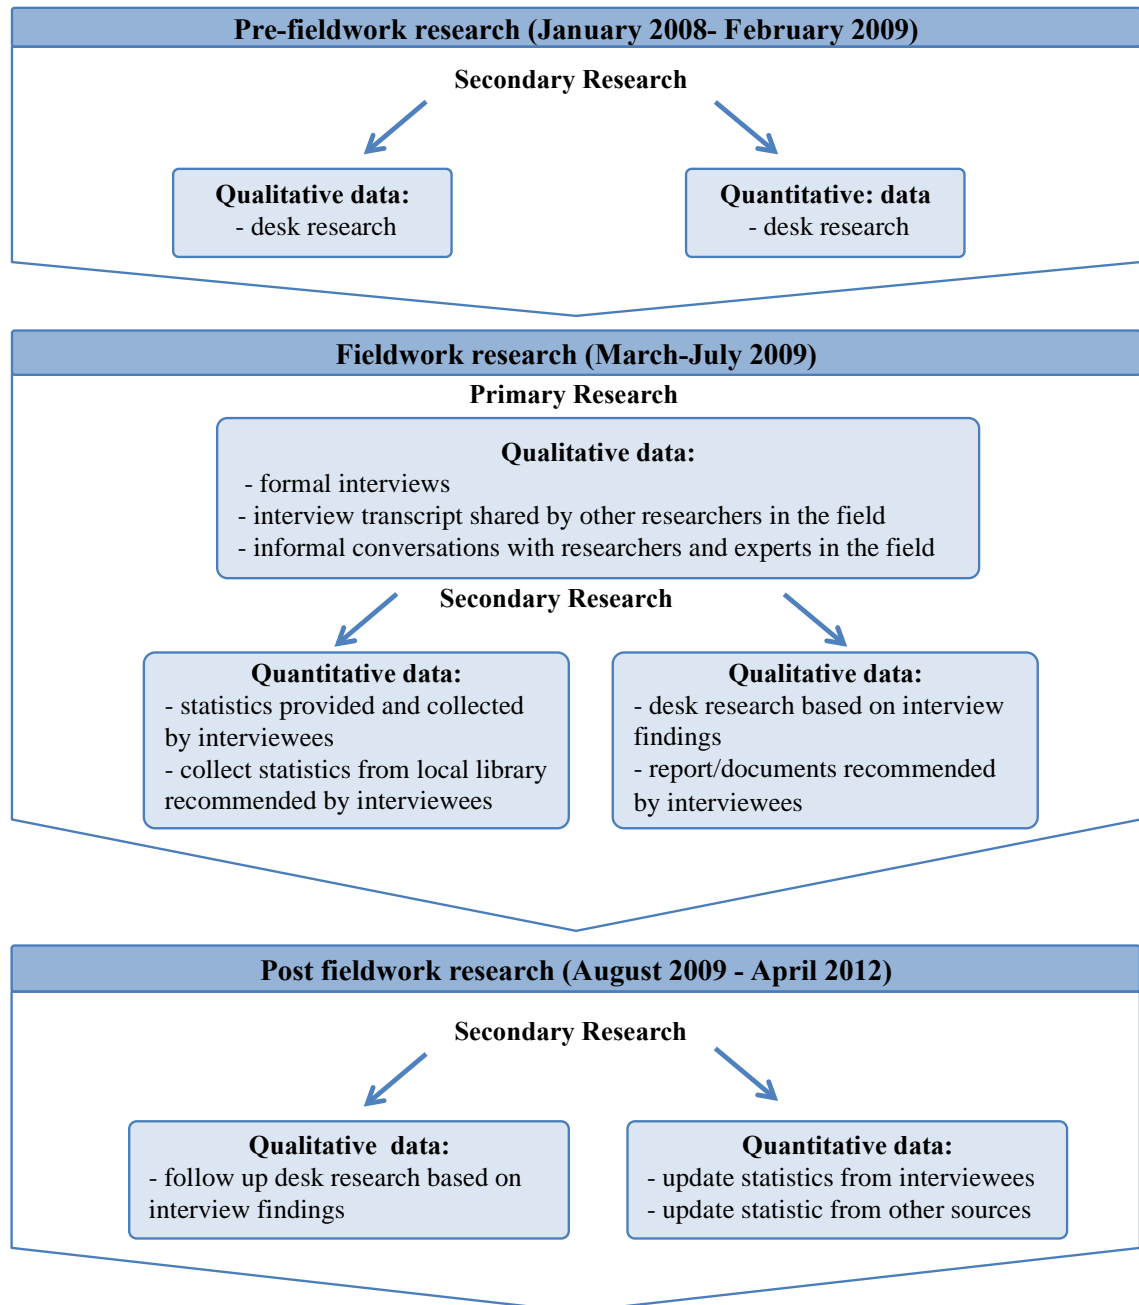 Pre-fieldwork research (January 2008- February 2009)
Secondary Research
Qualitative data:
- desk research
Quantitative: data
- desk research
Fieldwork research (March-July 2009)
Primary Research
Qualitative data:
- formal interviews
- interview transcript shared by other researchers in the field
- informal conversations with researchers and experts in the field
Secondary Research
Quantitative data:
- statistics provided and collected
by interviewees
- collect statistics from local library
recommended by interviewees
Qualitative data:
- desk research based on interview
findings
- report/documents recommended
by interviewees
Post fieldwork research (August 2009 - April 2012)
Secondary Research
Qualitative  data:
- follow up desk research based on
interview findings
Quantitative data:
- update statistics from interviewees
- update statistic from other sources